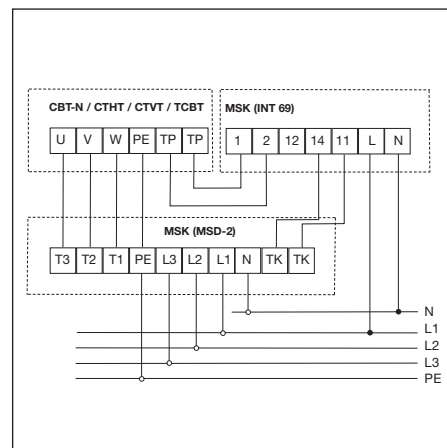 CBT-N / CTHT / CTVT / TCBT
MSK (INT 69)
U V W PE TP TP
1 2 12 14 11 L N
MSK (MSD-2)
T3 T2 T1 PE L3 L2 L1 N TK TK
N
L1
L2
L3
PE